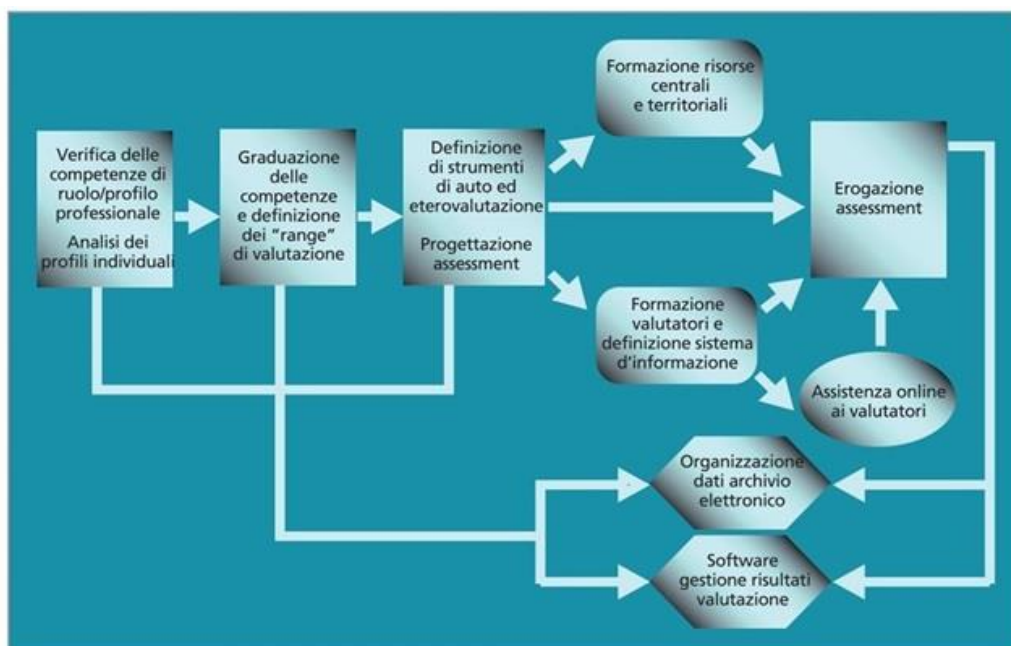 Verifica delle
competenze di
ruolo/profilo
professionale
Analisi dei
profili individuali
Graduazione
delle
competenze
e definizione
dei "range"
di valutazione
Definizione
di strumenti
di auto ed
eterovalutazione
Progettazione
assessment
Formazione risorse
centrali
e territoriali
Formazione
valutatori e
definizione sistema
d'informazione
Erogazione
assessment
Assistenza online
ai valutatori
Organizzazione
dati archivio
elettronico
Software
gestione risultati
valutazione